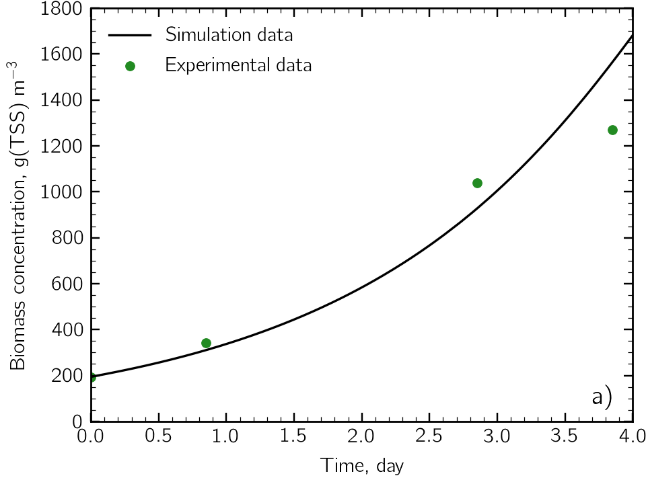 1800
1600
1400
1200
1000
800
600
400
200
0
Biomass concentration, g(TSS) m⁻³
Simulation data
Experimental data
a)
0.0 0.5 1.0 1.5 2.0 2.5 3.0 3.5 4.0
Time, day